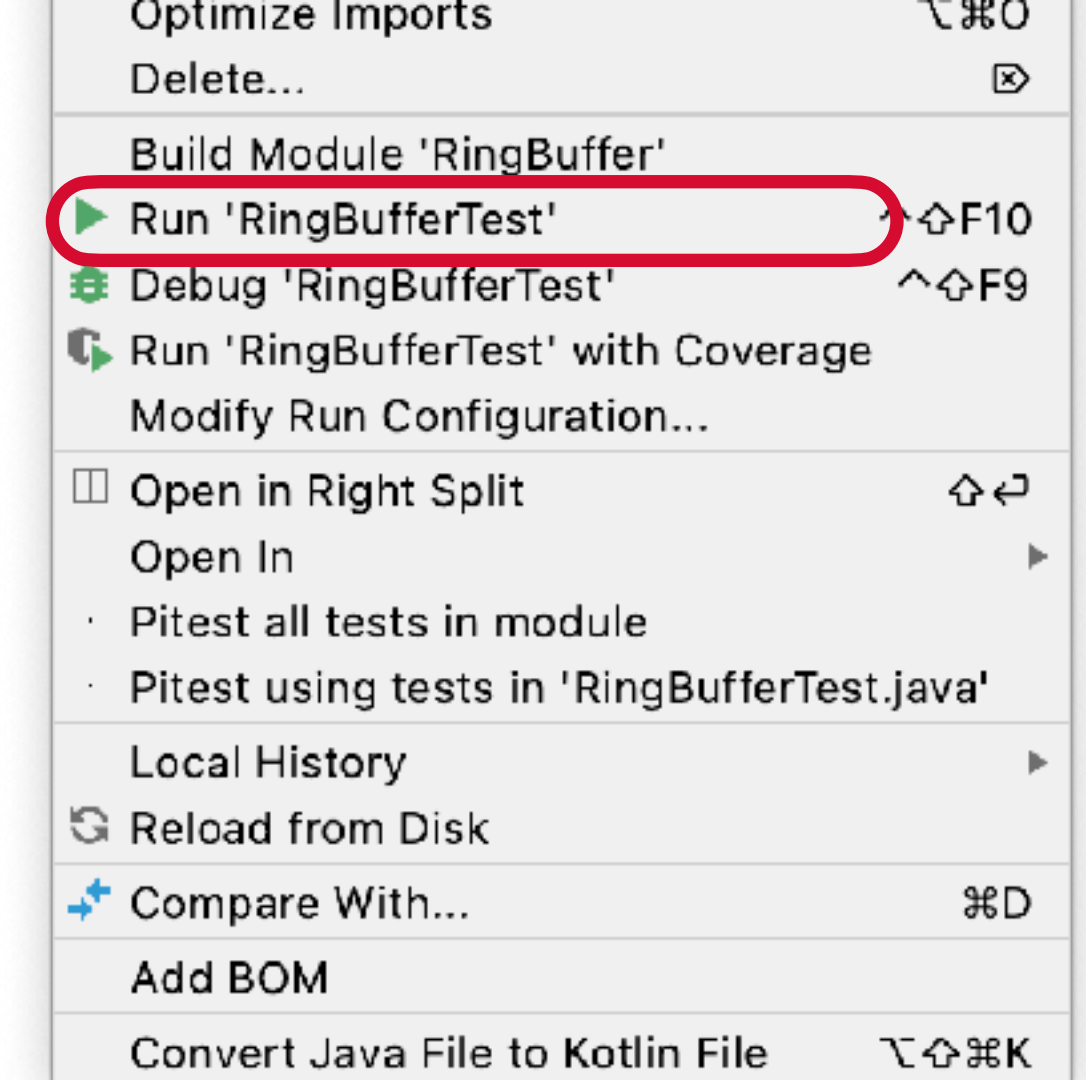 Optimize Imports ⌥⌘O
Delete... ⌦
Build Module 'RingBuffer'
Run 'RingBufferTest' ^⇧F10
Debug 'RingBufferTest' ^⇧F9
Run 'RingBufferTest' with Coverage
Modify Run Configuration...
Open in Right Split ⇧⏎
Open In
Pitest all tests in module
Pitest using tests in 'RingBufferTest.java'
Local History
Reload from Disk
Compare With... ⌘D
Add BOM
Convert Java File to Kotlin File ⌥⇧⌘K